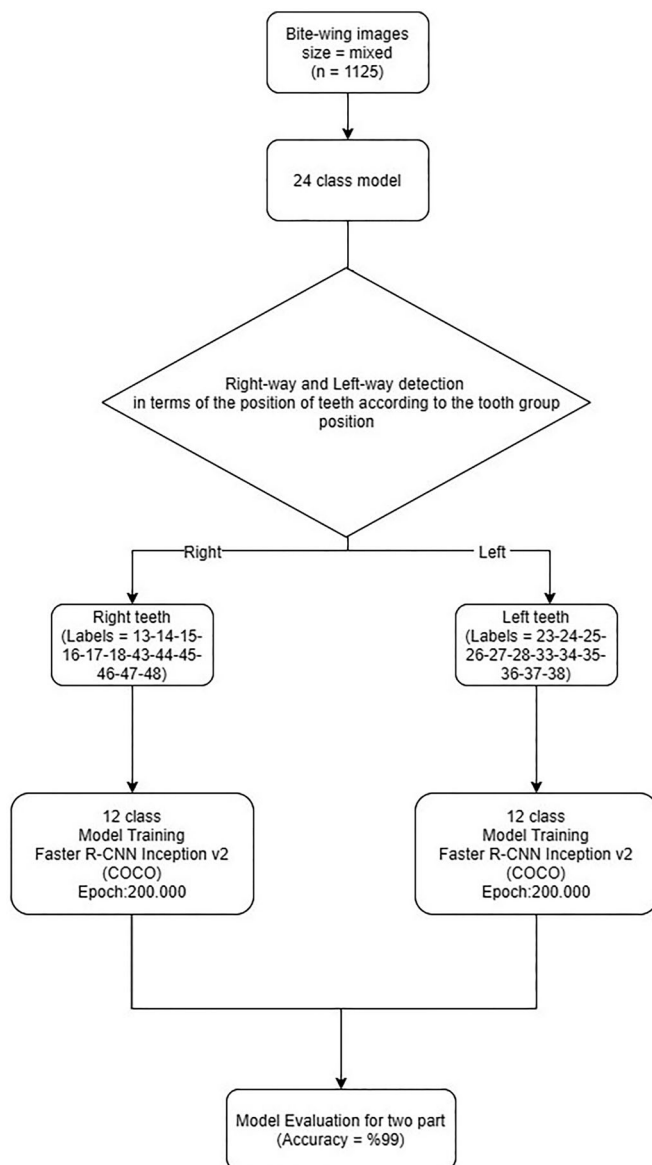 Bite-wing images
size = mixed
(n = 1125)
24 class model
Right-way and Left-way detection
in terms of the position of teeth according to the tooth group
position
Right
Left
Right teeth
(Labels = 13-14-15-
16-17-18-43-44-45-
46-47-48)
Left teeth
(Labels = 23-24-25-
26-27-28-33-34-35-
36-37-38)
12 class
Model Training
Faster R-CNN Inception v2
(COCO)
Epoch:200.000
12 class
Model Training
Faster R-CNN Inception v2
(COCO)
Epoch:200.000
Model Evaluation for two part
(Accuracy = %99)